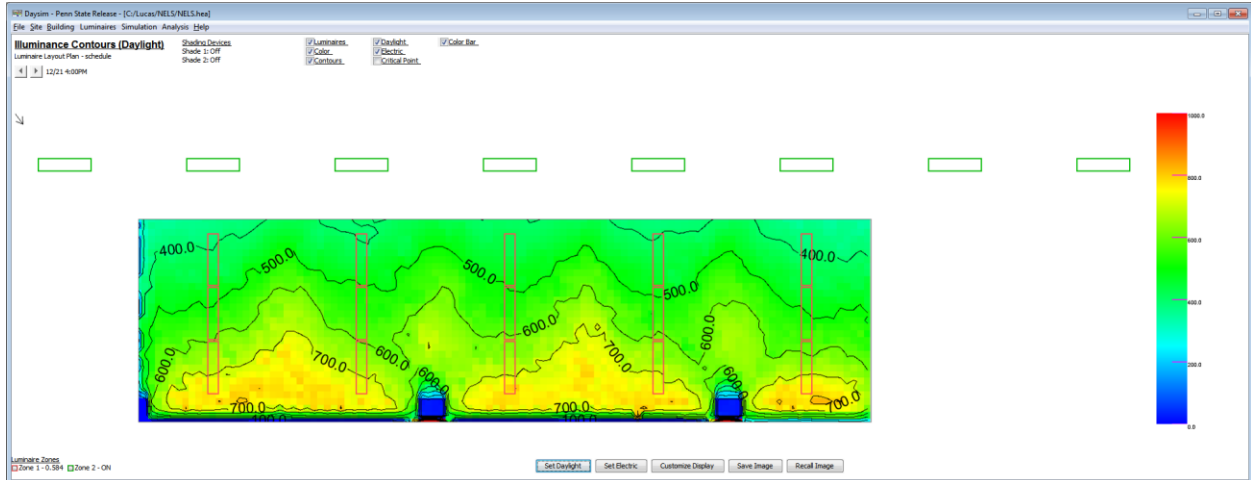 Daysim - Penn State Release - [C:/Lucas/NELS/NELS.hea]
File Site Building Luminaires Simulation Analysis Help
Illuminance Contours (Daylight)
Luminaire Layout Plan - schedule
12/21 4:00PM
Shading Devices
Shade 1: Off
Shade 2: Off
Luminaires
Color
Contours
Daylight
Electric
Critical Point
Color Bar
1000.0
800.0
600.0
400.0
200.0
0.0
400.0
500.0
500.0
500.0
400.0
600.0
700.0
600.0
600.0
600.0
700.0
600.0
600.0
700.0
700.0
700.0
400.0
400.0
Luminaire Zones
Zone 1 - 0.584 Zone 2 - ON
Set Daylight Set Electric Customize Display Save Image Recall Image